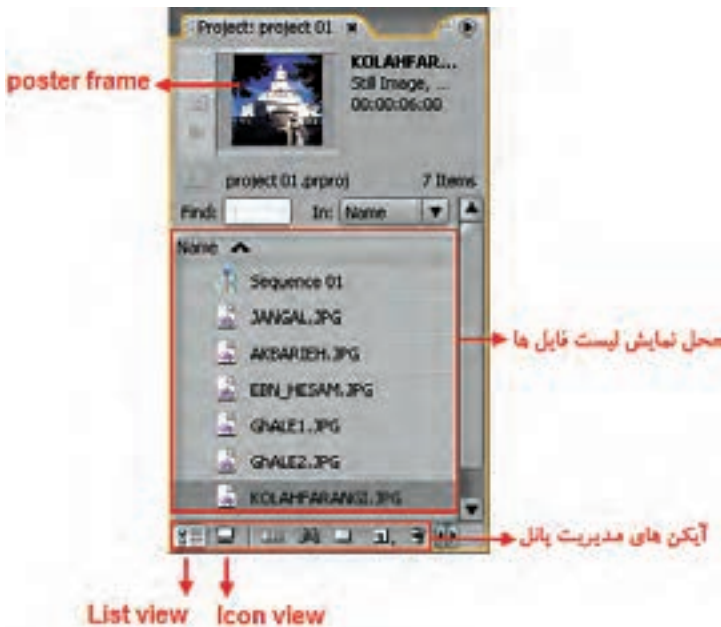 Project: project 01
poster frame
KOLAHFAR...
Still Image, ...
00:00:06:00
project 01.prproj 7 Items
Find: In: Name
Name
Sequence 01
JANGAL.JPG
محل نمایش لیست فایل ها
AKBARIEH.JPG
EBN_HESAM.JPG
GhALE1.JPG
GhALE2.JPG
KOLAHFARANGI.JPG
آیکن های مدیریت پانل
List view Icon view